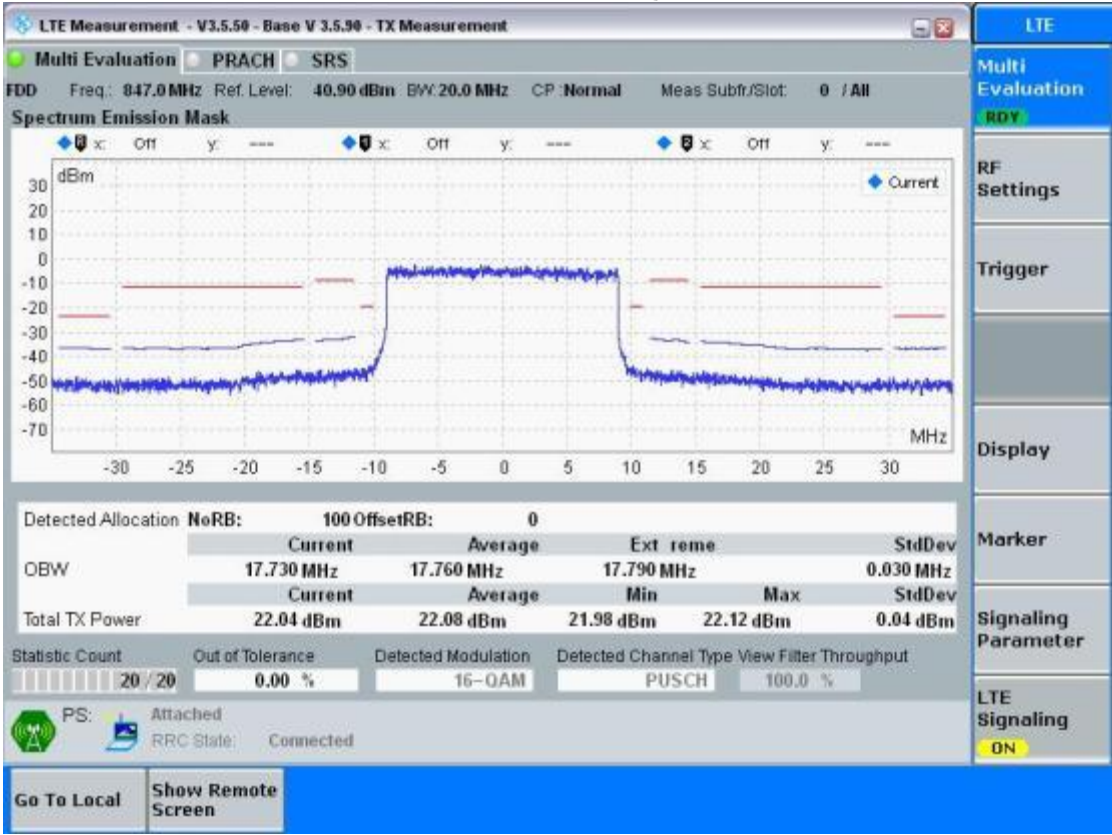 LTE Measurement - V3.5.50 - Base V 3.5.90 - TX Measurement
LTE
Multi Evaluation PRACH SRS
Multi
Evaluation
RDY
FDD Freq.: 847.0 MHz Ref. Level: 40.90 dBm BW: 20.0 MHz CP : Normal Meas Subfr./Slot: 0 / All
Spectrum Emission Mask
x: Off y: --- x: Off y: --- x: Off y: ---
dBm
Current
30
20
10
0
-10
-20
-30
-40
-50
-60
-70
MHz
-30 -25 -20 -15 -10 -5 0 5 10 15 20 25 30
RF
Settings
Trigger
Display
Marker
Signaling
Parameter
LTE
Signaling
ON
Detected Allocation NoRB: 100 OffsetRB: 0
Current Average Ext reme StdDev
OBW 17.730 MHz 17.760 MHz 17.790 MHz 0.030 MHz
Current Average Min Max StdDev
Total TX Power 22.04 dBm 22.08 dBm 21.98 dBm 22.12 dBm 0.04 dBm
Statistic Count Out of Tolerance Detected Modulation Detected Channel Type View Filter Throughput
20 / 20 0.00 % 16-QAM PUSCH 100.0 %
PS: Attached
RRC State: Connected
Go To Local
Show Remote
Screen